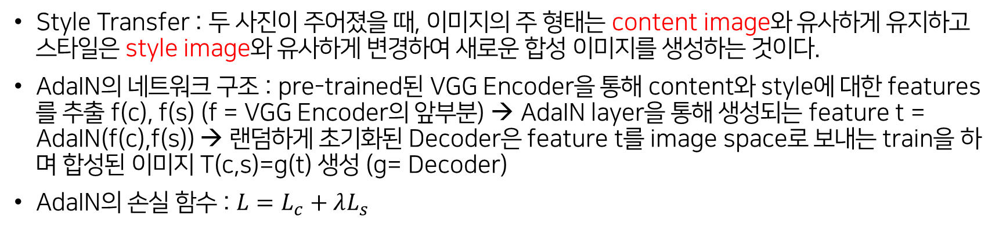 • Style Transfer : 두 사진이 주어졌을 때, 이미지의 주 형태는 content image와 유사하게 유지하고
스타일은 style image와 유사하게 변경하여 새로운 합성 이미지를 생성하는 것이다.
• AdaIN의 네트워크 구조 : pre-trained된 VGG Encoder을 통해 content와 style에 대한 features
를 추출 f(c), f(s) (f = VGG Encoder의 앞부분) → AdaIN layer을 통해 생성되는 feature t =
AdaIN(f(c),f(s)) → 랜덤하게 초기화된 Decoder은 feature t를 image space로 보내는 train을 하
며 합성된 이미지 T(c,s)=g(t) 생성 (g= Decoder)
• AdaIN의 손실 함수 : L = L_c + λL_s